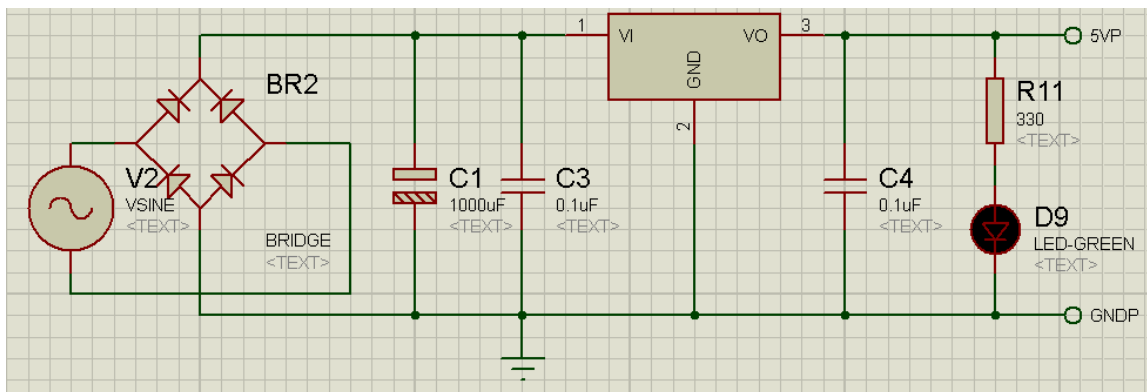 BR2
V2
VSINE
<TEXT>
BRIDGE
<TEXT>
C1
1000uF
<TEXT>
C3
0.1uF
<TEXT>
1
VI
VO
3
GND
2
C4
0.1uF
<TEXT>
R11
330
<TEXT>
D9
LED-GREEN
<TEXT>
5VP
GNDP